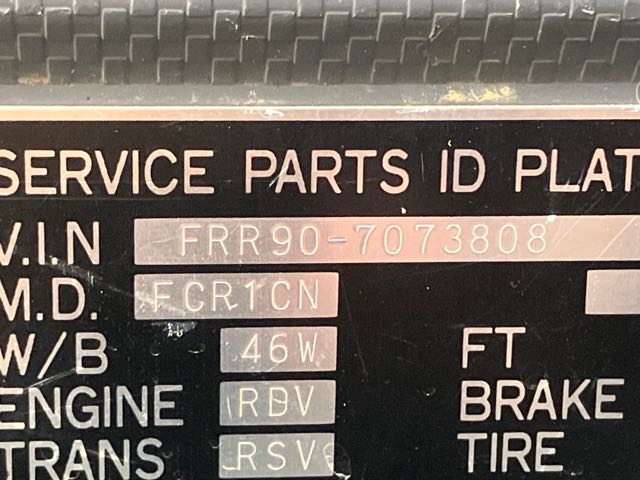 SERVICE PARTS ID PLAT
V.I.N FRR90-7073808
M.D. FCR1CN
W/B 46W FT
ENGINE RDV BRAKE
TRANS RSV TIRE